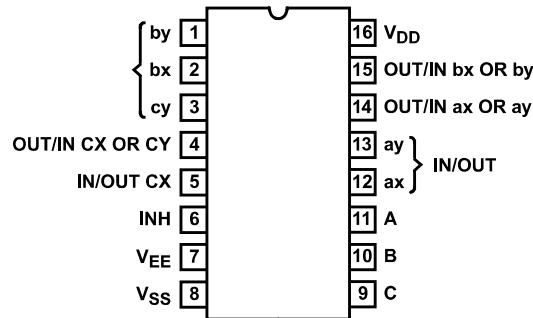 by 1
bx 2
cy 3
OUT/IN CX OR CY 4
IN/OUT CX 5
INH 6
VEE 7
VSS 8
16 VDD
15 OUT/IN bx OR by
14 OUT/IN ax OR ay
13 ay
12 ax
IN/OUT
11 A
10 B
9 C